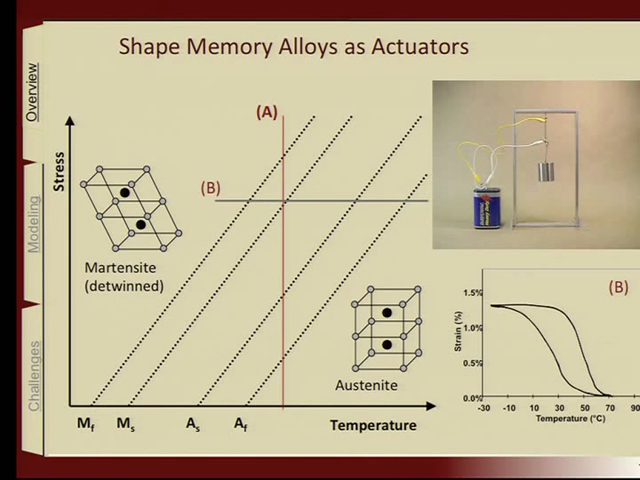 Shape Memory Alloys as Actuators
Overview
Modeling
Challenges
Stress
(A)
(B)
Martensite
(detwinned)
Austenite
Mf Ms As Af
Temperature
(B)
Strain (%)
1.5%
1.0%
0.5%
0.0%
-30 -10 10 30 50 70 90
Temperature (°C)